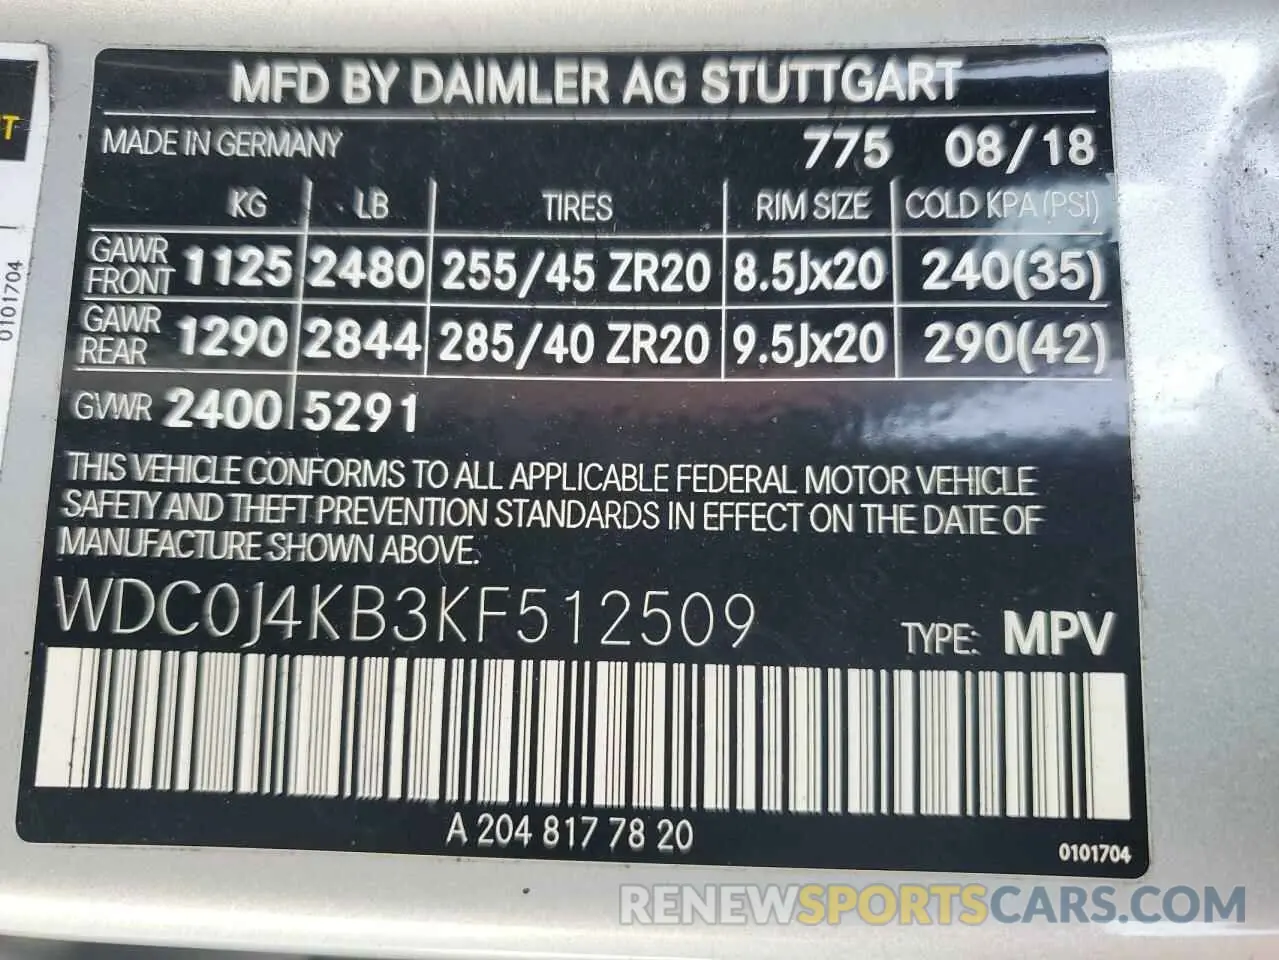 MFD BY DAIMLER AG STUTTGART
MADE IN GERMANY 775 08/18
KG LB TIRES RIM SIZE COLD KPA (PSI)
GAWR FRONT 1125 2480 255/45 ZR20 8.5Jx20 240(35)
GAWR REAR 1290 2844 285/40 ZR20 9.5Jx20 290(42)
GVWR 2400 5291
THIS VEHICLE CONFORMS TO ALL APPLICABLE FEDERAL MOTOR VEHICLE
SAFETY AND THEFT PREVENTION STANDARDS IN EFFECT ON THE DATE OF
MANUFACTURE SHOWN ABOVE.
WDC0J4KB3KF512509 TYPE: MPV
A 204 817 78 20
0101704
0101704
RENEWSPORTSCARS.COM